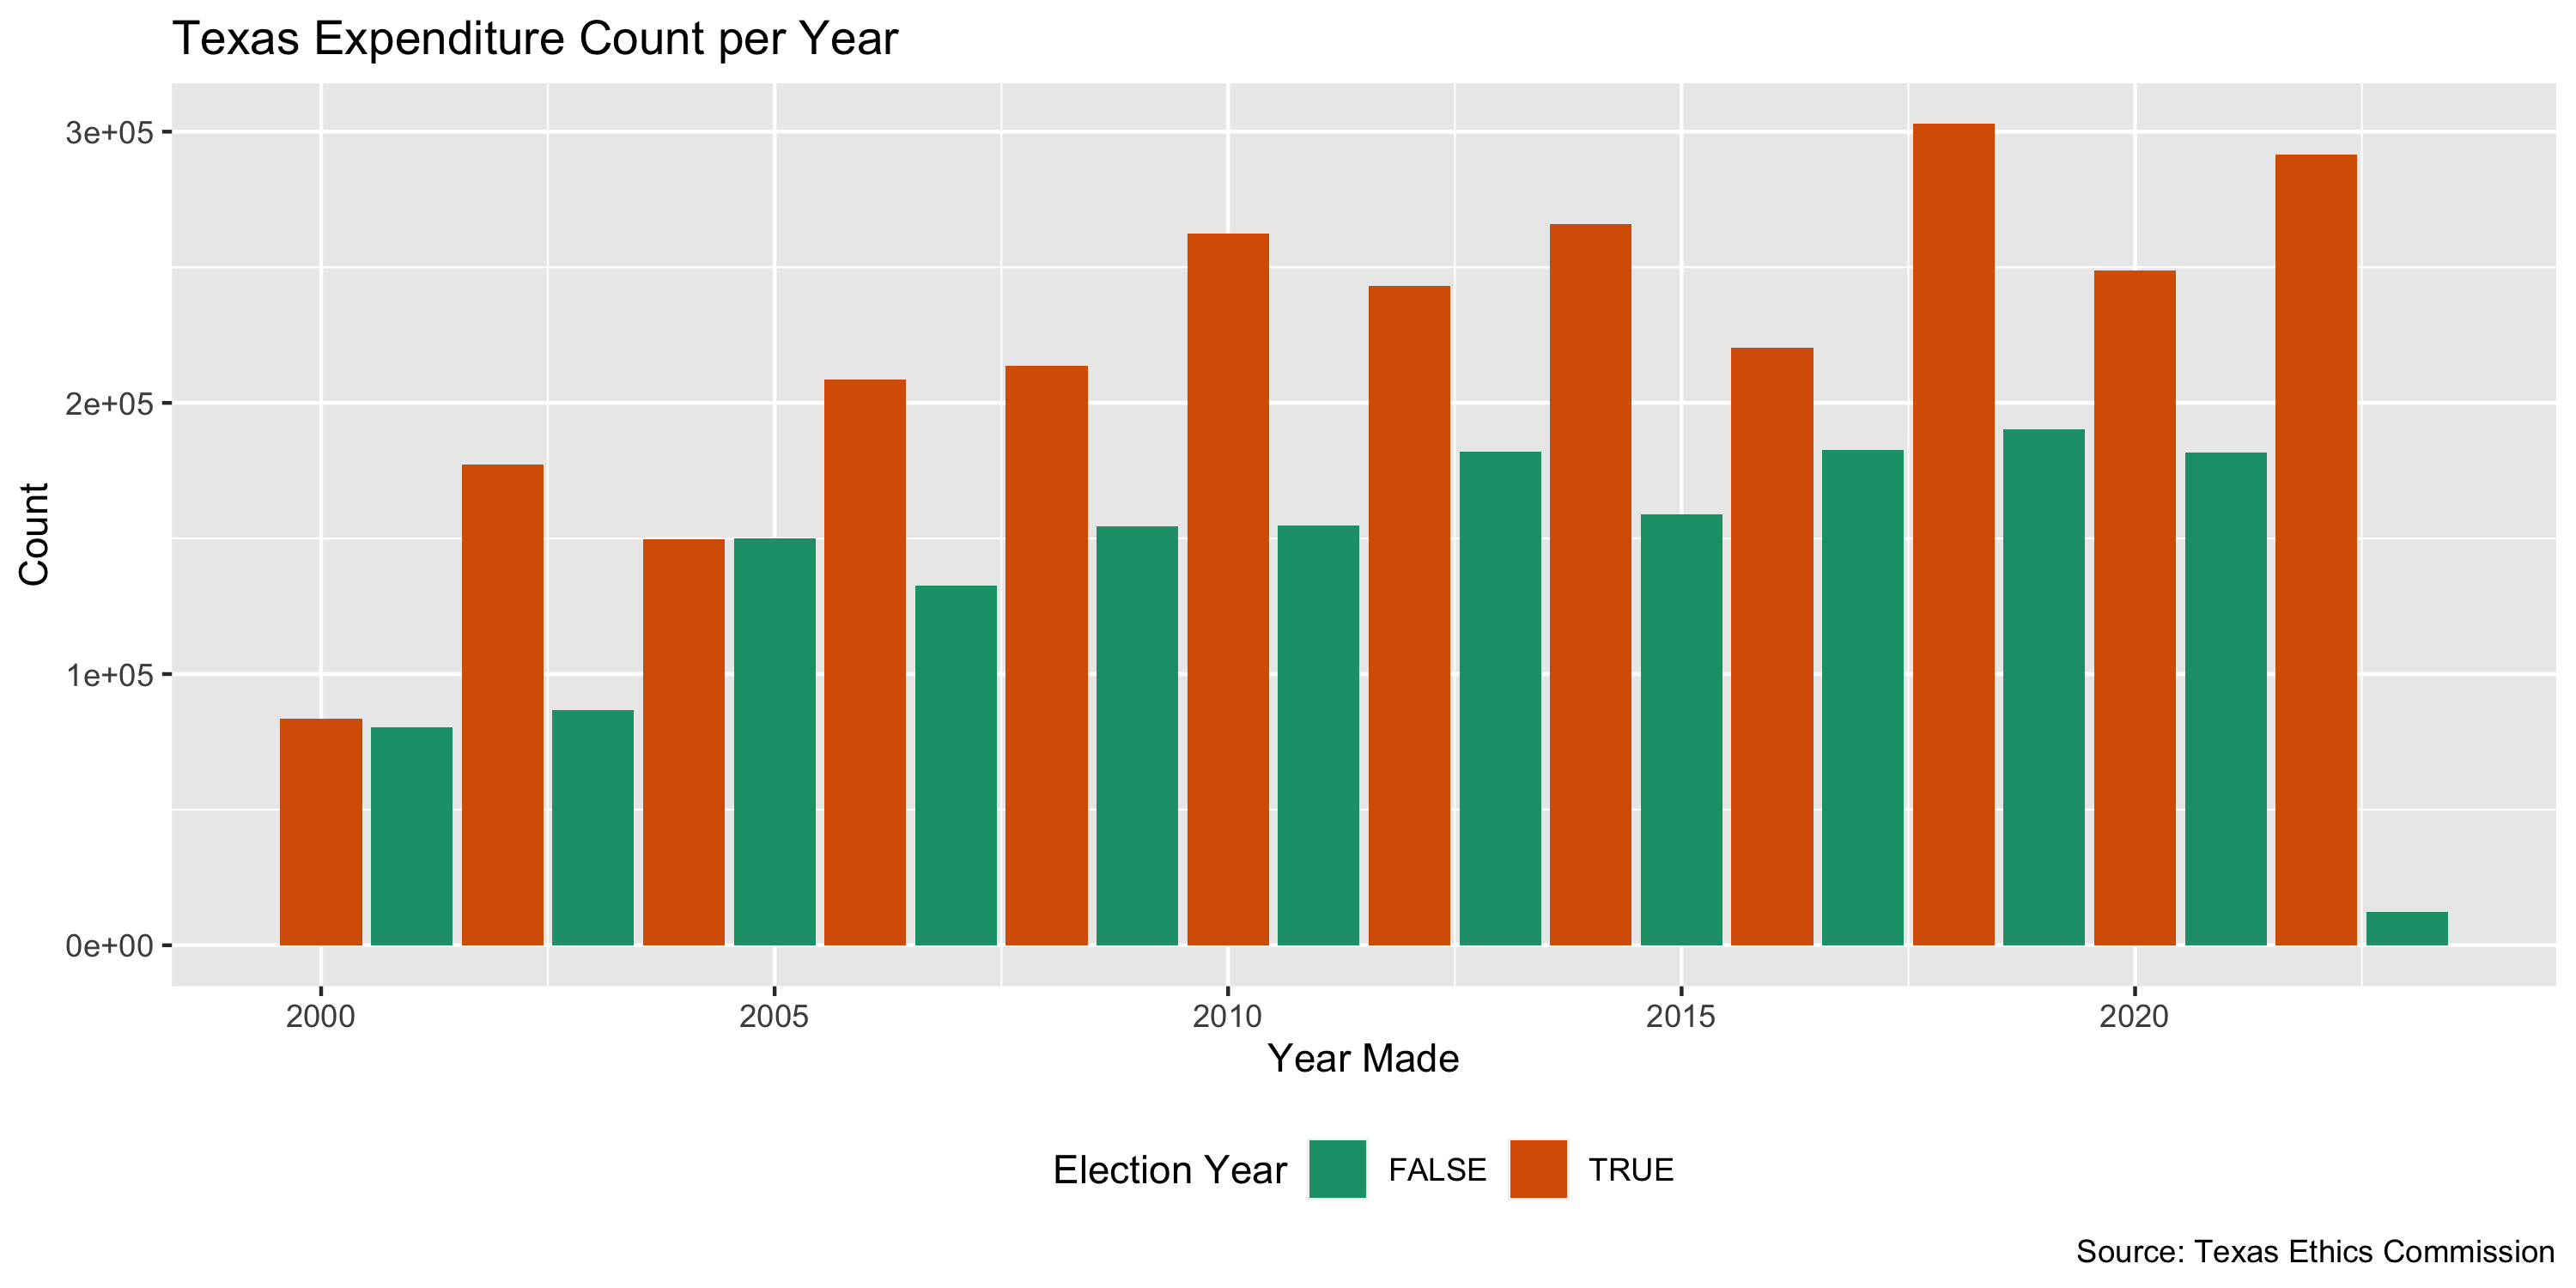 Texas Expenditure Count per Year
3e+05
2e+05
1e+05
0e+00
Count
2000 2005 2010 2015 2020
Year Made
Election Year FALSE TRUE
Source: Texas Ethics Commission